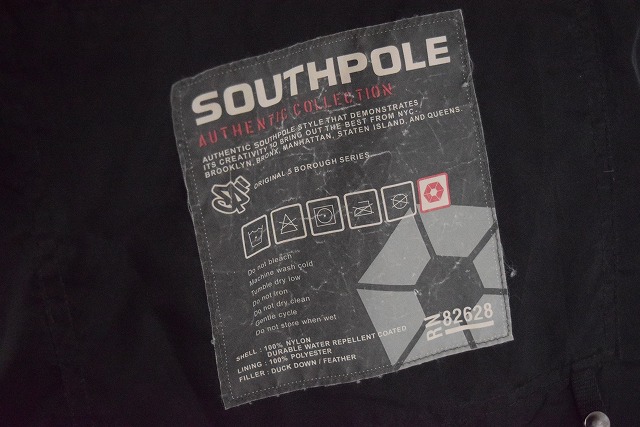 SOUTHPOLE
AUTHENTIC COLLECTION
AUTHENTIC SOUTHPOLE STYLE THAT DEMONSTRATES
ITS CREATIVITY TO BRING OUT THE BEST FROM NYC-
BROOKLYN, BRONX, MANHATTAN, STATEN ISLAND, AND QUEENS.
ORIGINAL 5 BOROUGH SERIES
Do not bleach
Machine wash cold
Tumble dry low
Do not Iron
Do not dry clean
Gentle cycle
Do not store when wet
SHELL : 100% NYLON
DURABLE WATER REPELLENT COATED
LINING : 100% POLYESTER
FILLER : DUCK DOWN / FEATHER
RN 82628